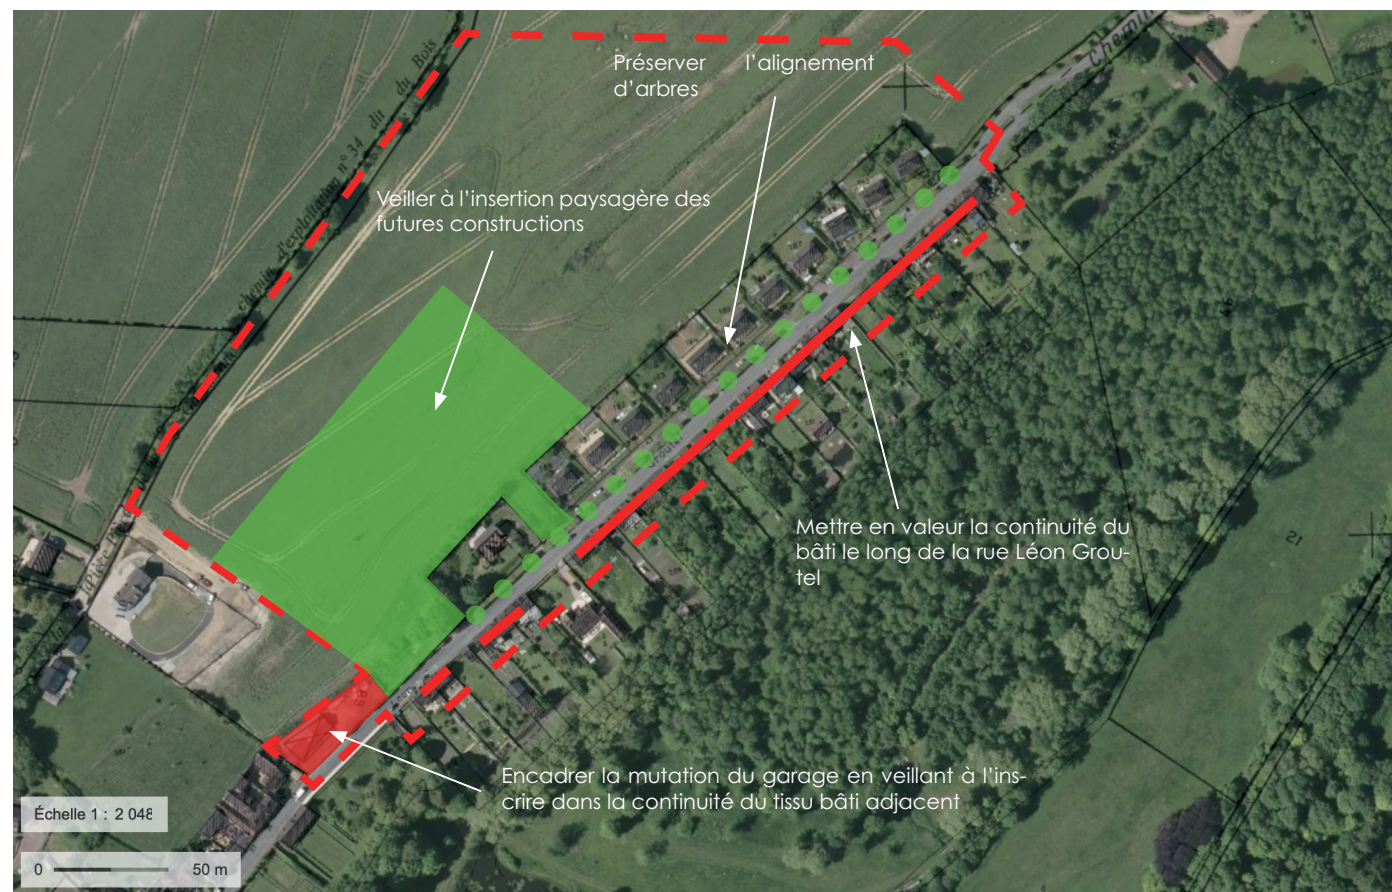 Préserver l’alignement
d’arbres
Chemin
chemin d'exploitation n° 34 dit du Bois
Veiller à l’insertion paysagère des
futures constructions
Mettre en valeur la continuité du
bâti le long de la rue Léon Grou-
tel
51
Encadrer la mutation du garage en veillant à l’ins-
crire dans la continuité du tissu bâti adjacent
Échelle 1 : 2 048
0 50 m